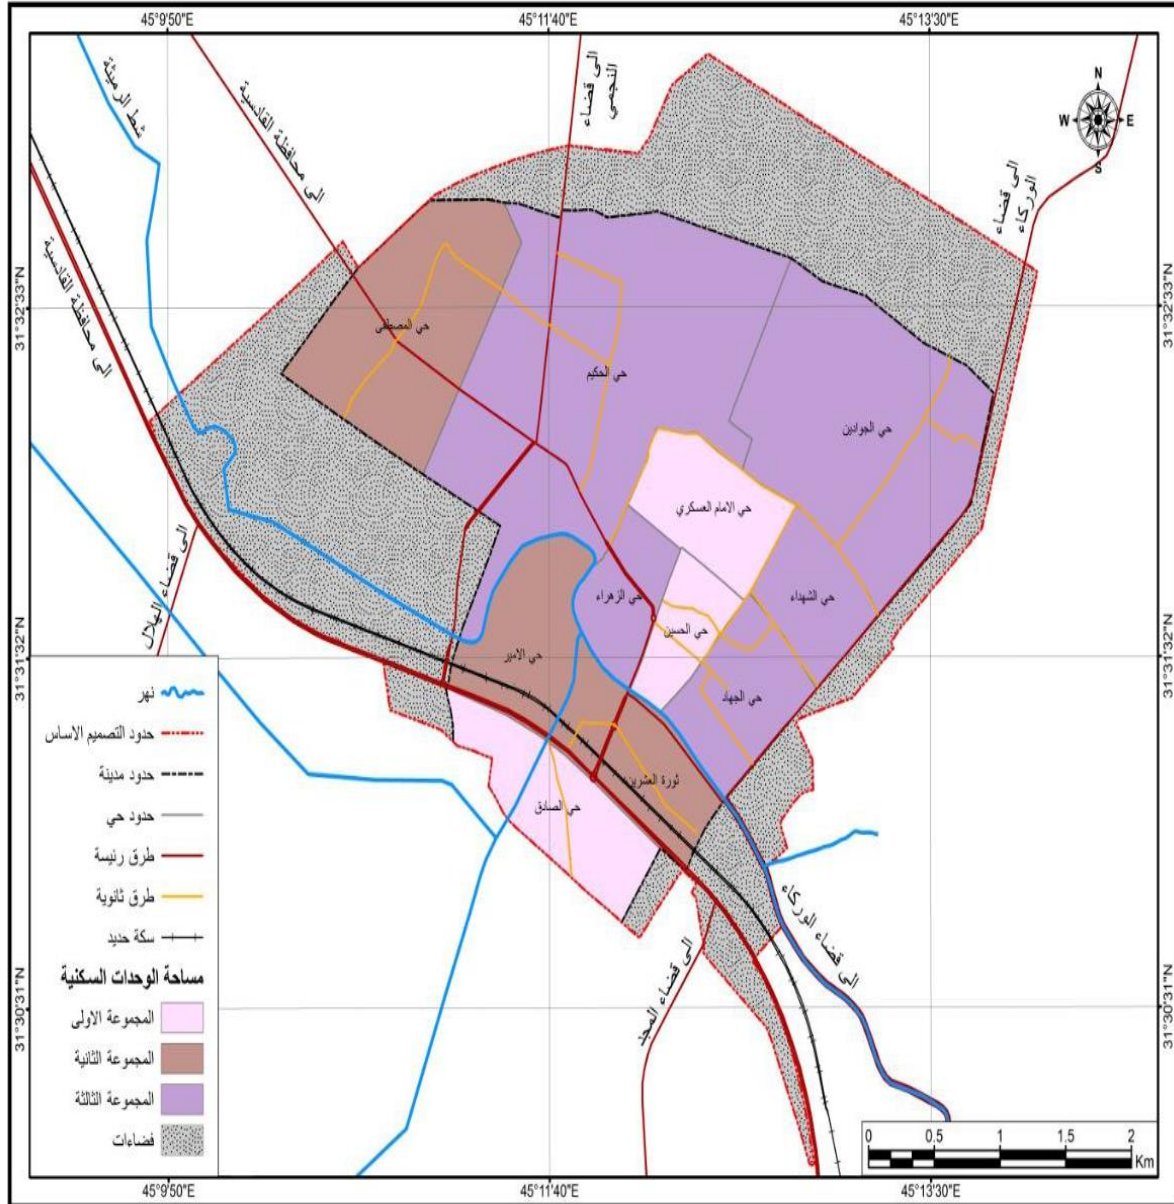 45°9'50"E
45°11'40"E
45°13'30"E
شط الرميثة
الى محافظة القادسية
الى قضاء
النجمي
N
W
E
S
الى قضاء
الوركاء
الى محافظة القادسية
31°32'33"N
31°32'33"N
حي المصطفى
حي الحكيم
حي الجوادين
حي الامام العسكري
الى قضاء الهلال
حي الزهراء
حي الشهداء
حي الحسين
31°31'32"N
31°31'32"N
حي الامير
حي الجهاد
ثورة العشرين
حي الصادق
الى قضاء الوركاء
الى قضاء المجد
31°30'31"N
31°30'31"N
نهر
حدود التصميم الاساس
حدود مدينة
حدود حي
طرق رئيسة
طرق ثانوية
سكة حديد
مساحة الوحدات السكنية
المجموعة الاولى
المجموعة الثانية
المجموعة الثالثة
فضاءات
0 0.5 1 1.5 2
Km
45°9'50"E
45°11'40"E
45°13'30"E